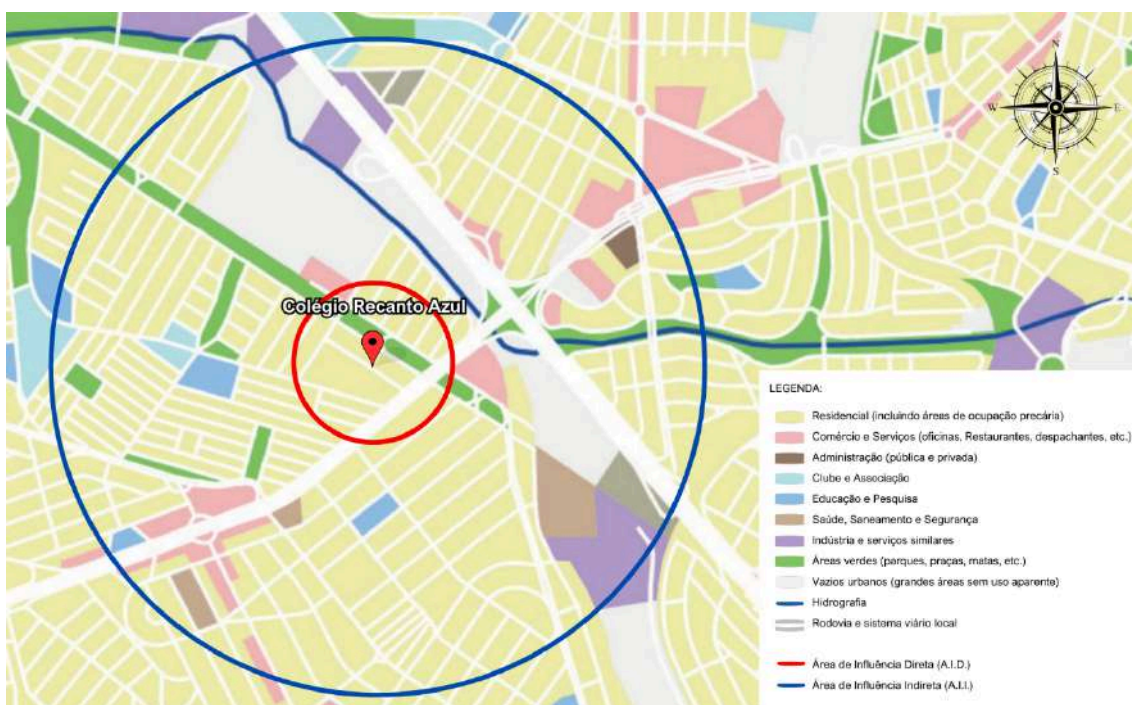 N
W
E
S
Colégio Recanto Azul
LEGENDA:
Residencial (incluindo áreas de ocupação precária)
Comércio e Serviços (oficinas, Restaurantes, despachantes, etc.)
Administração (pública e privada)
Clube e Associação
Educação e Pesquisa
Saúde, Saneamento e Segurança
Indústria e serviços similares
Áreas verdes (parques, praças, matas, etc.)
Vazios urbanos (grandes áreas sem uso aparente)
Hidrografia
Rodovia e sistema viário local
Área de Influência Direta (A.I.D.)
Área de Influência Indireta (A.I.I.)